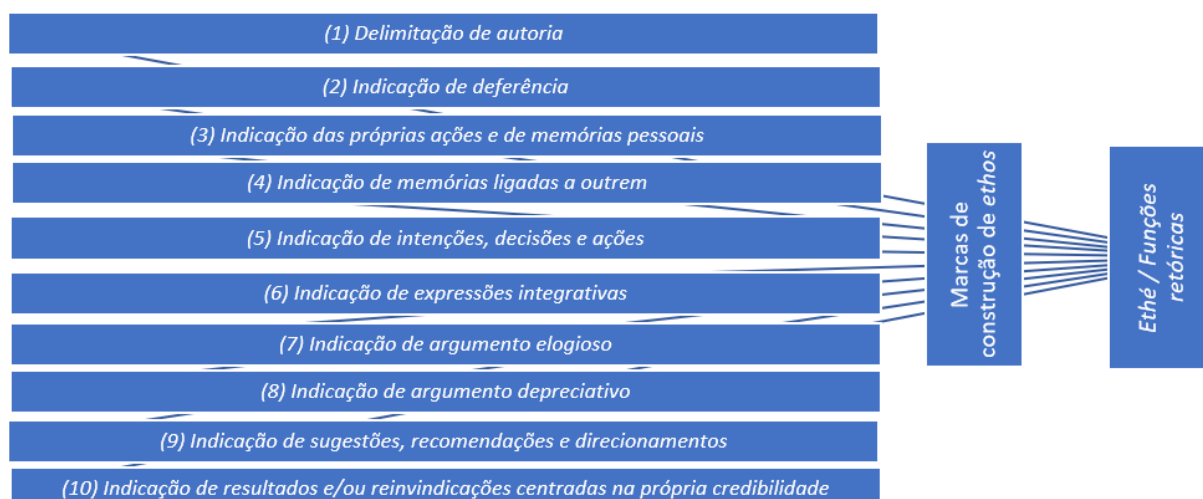 (1) Delimitação de autoria
(2) Indicação de deferência
(3) Indicação das próprias ações e de memórias pessoais
(4) Indicação de memórias ligadas a outrem
(5) Indicação de intenções, decisões e ações
(6) Indicação de expressões integrativas
(7) Indicação de argumento elogioso
(8) Indicação de argumento depreciativo
(9) Indicação de sugestões, recomendações e direcionamentos
(10) Indicação de resultados e/ou reinvindicações centradas na própria credibilidade
Marcas de
construção de ethos
Ethé / Funções
retóricas